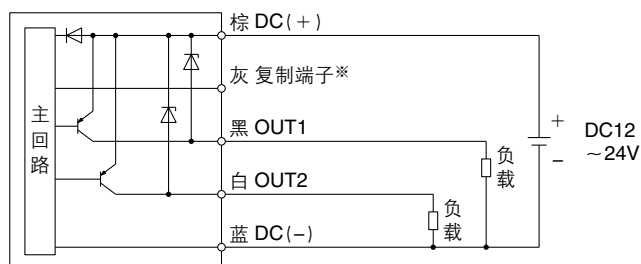 棕 DC(+)
灰 复制端子※
主回路
黑 OUT1
白 OUT2
蓝 DC(-)
负载
负载
+
-
DC12
～24V